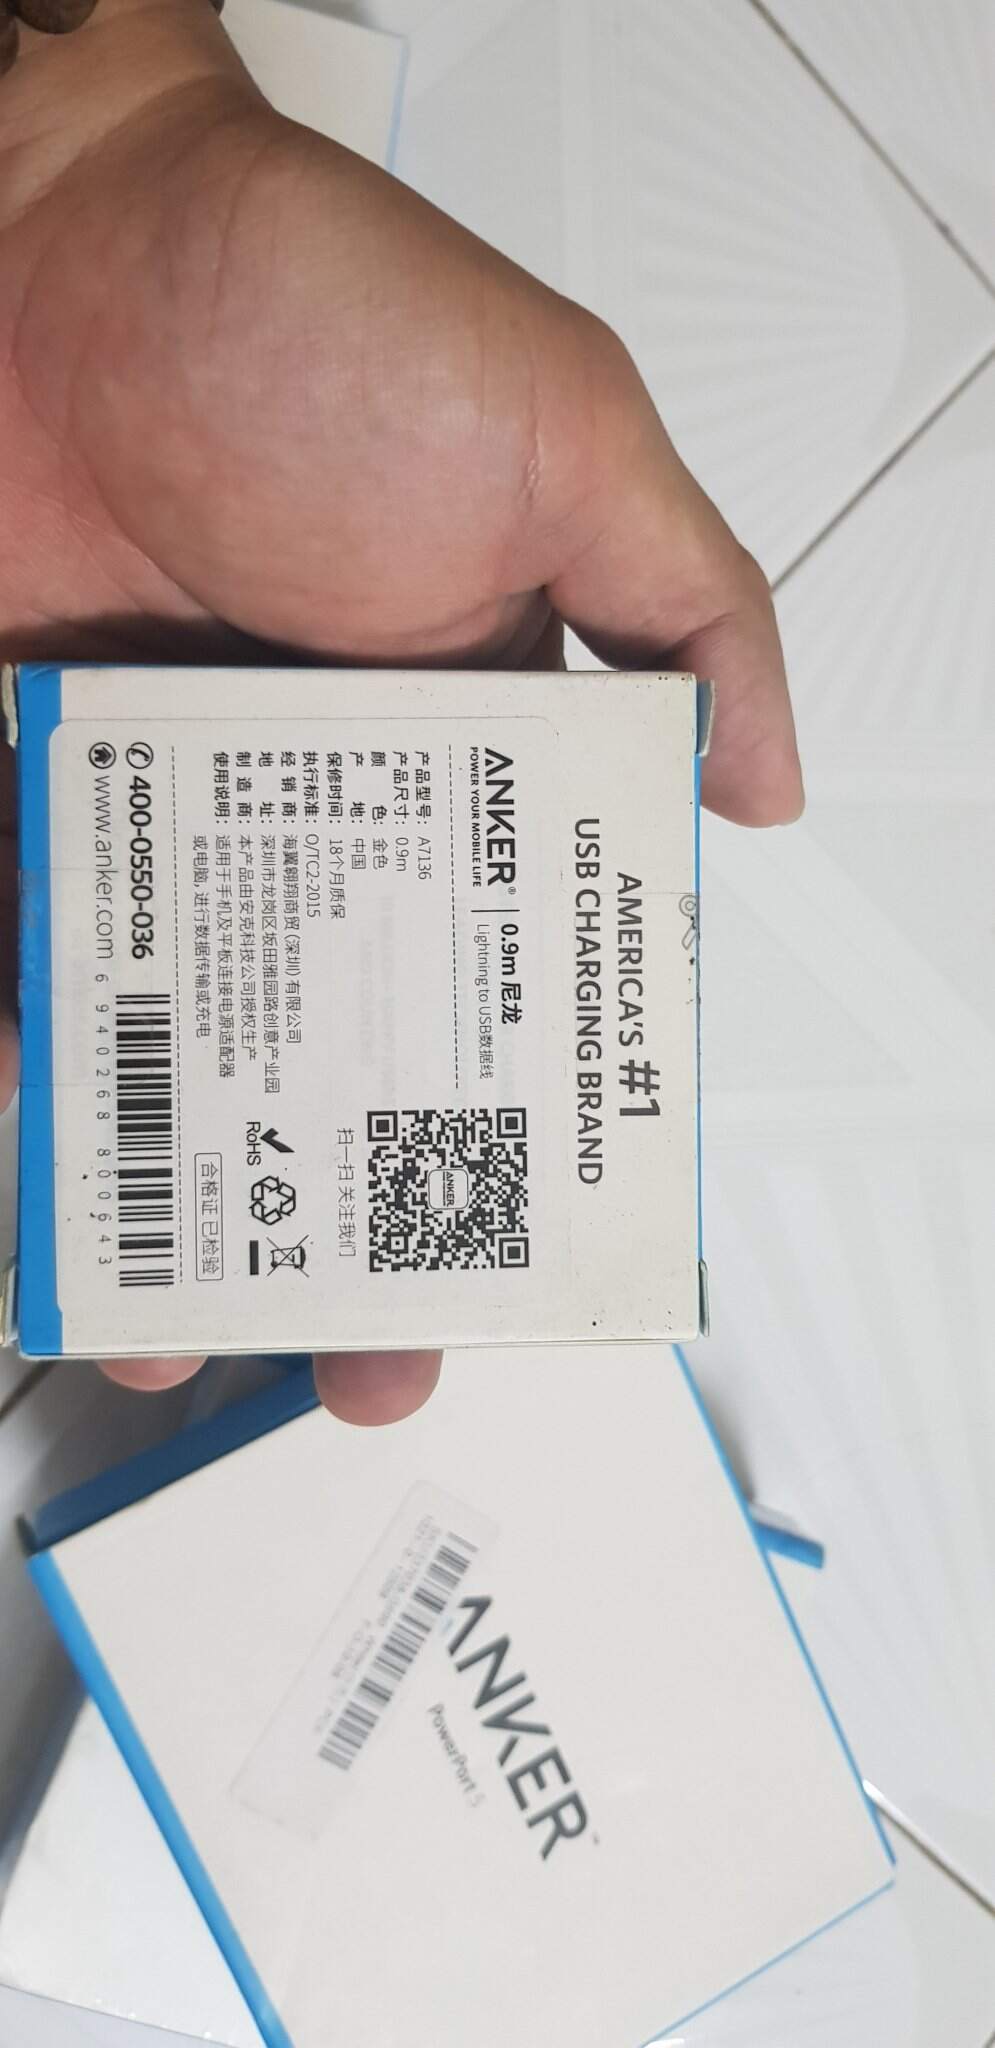 AMERICA'S #1
USB CHARGING BRAND
ANKER®
POWER YOUR MOBILE LIFE
0.9m 尼龙
Lightning to USB数据线
产品型号: A7136
产品尺寸: 0.9m
颜 色: 金色
产 地: 中国
保修时间: 18个月质保
执行标准: Q/TC2-2015
经 销 商: 海翼翱翔商贸 (深圳) 有限公司
地 址: 深圳市龙岗区坂田雅园路创意产业园
制 造 商: 本产品由安克科技公司授权生产
使用说明: 适用于手机及平板连接电源适配器
或电脑, 进行数据传输或充电
ANKER
扫一扫 关注我们
RoHS
合格证 已检验
400-0550-036
www.anker.com
6 940268 800643
ANKER™
PowerPort 5